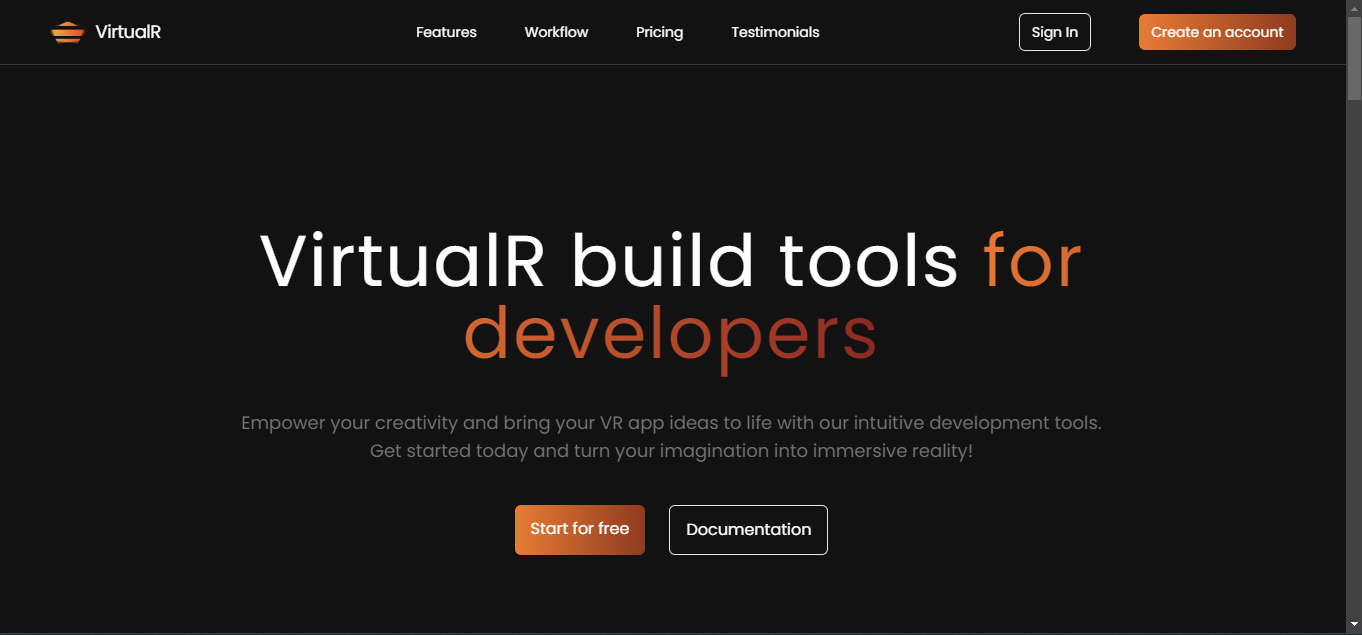 VirtualR
Features
Workflow
Pricing
Testimonials
Sign In
Create an account
VirtualR build tools for
developers
Empower your creativity and bring your VR app ideas to life with our intuitive development tools.
Get started today and turn your imagination into immersive reality!
Start for free
Documentation